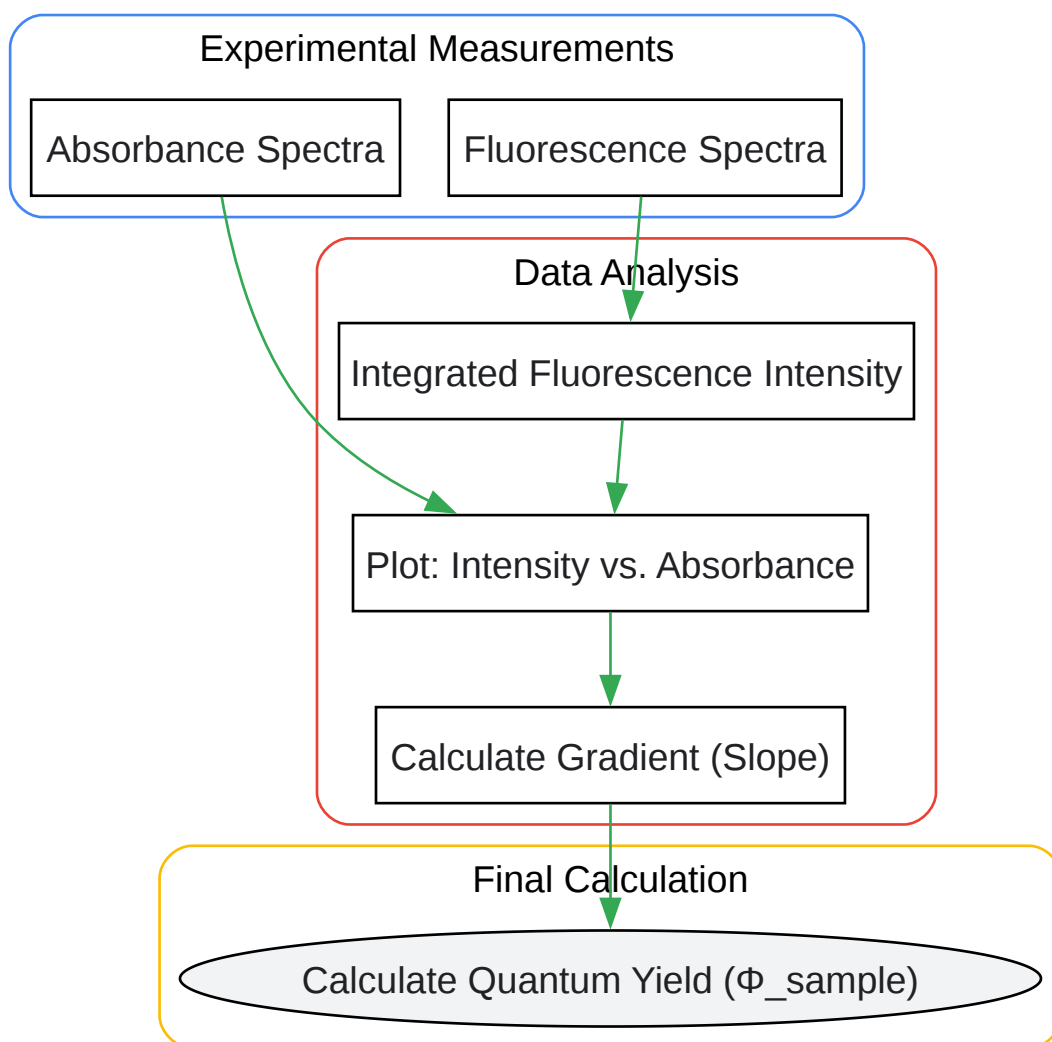 Experimental Measurements
Absorbance Spectra
Fluorescence Spectra
Data Analysis
Integrated Fluorescence Intensity
Plot: Intensity vs. Absorbance
Calculate Gradient (Slope)
Final Calculation
Calculate Quantum Yield (Φ_sample)